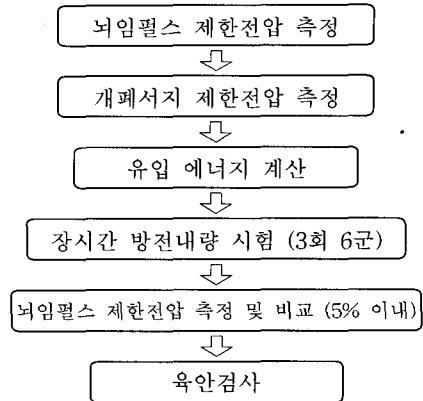 뇌임펄스 제한전압 측정
개폐서지 제한전압 측정
유입 에너지 계산
장시간 방전내량 시험 (3회 6군)
뇌임펄스 제한전압 측정 및 비교 (5% 이내)
육안검사